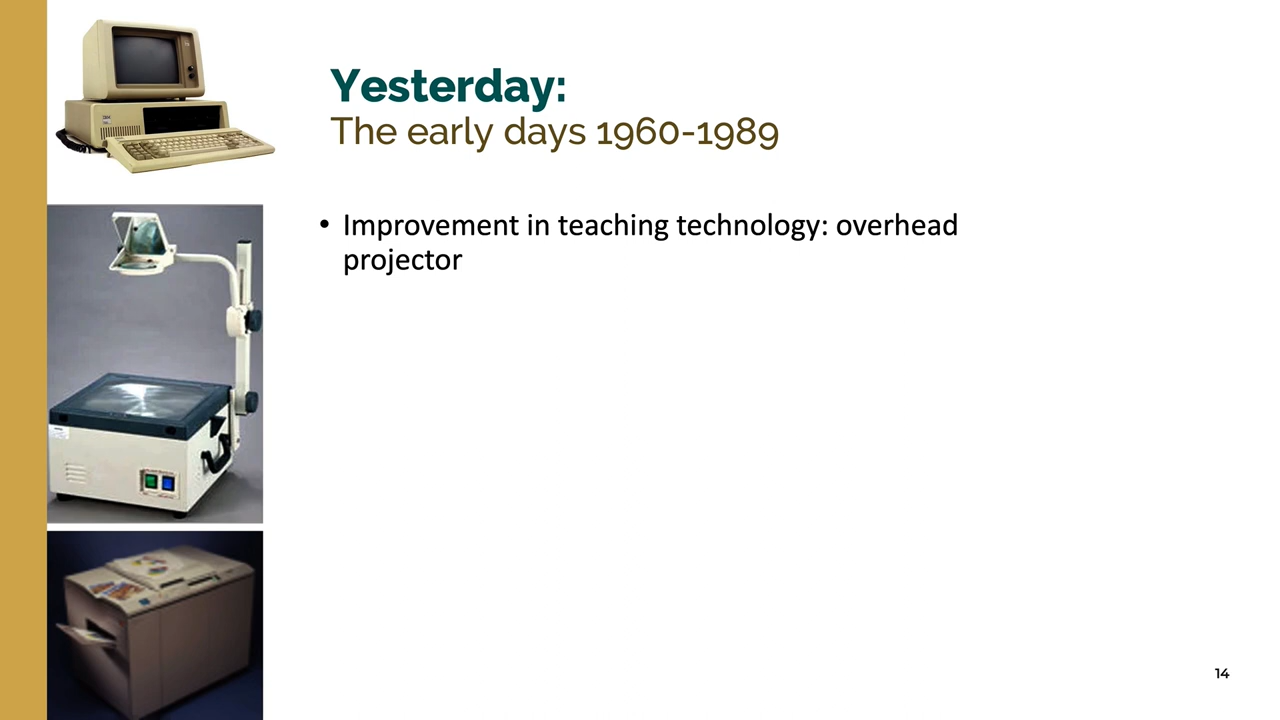 Yesterday:
The early days 1960-1989
• Improvement in teaching technology: overhead
projector
14